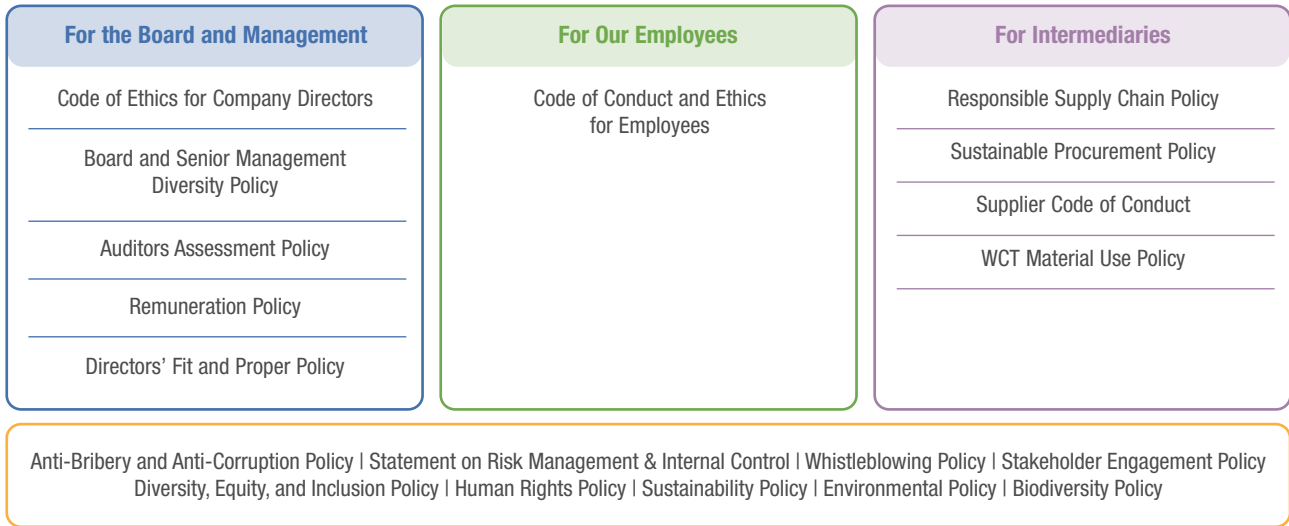 For the Board and Management
Code of Ethics for Company Directors
Board and Senior Management
Diversity Policy
Auditors Assessment Policy
Remuneration Policy
Directors’ Fit and Proper Policy
For Our Employees
Code of Conduct and Ethics
for Employees
For Intermediaries
Responsible Supply Chain Policy
Sustainable Procurement Policy
Supplier Code of Conduct
WCT Material Use Policy
Anti-Bribery and Anti-Corruption Policy | Statement on Risk Management & Internal Control | Whistleblowing Policy | Stakeholder Engagement Policy
Diversity, Equity, and Inclusion Policy | Human Rights Policy | Sustainability Policy | Environmental Policy | Biodiversity Policy